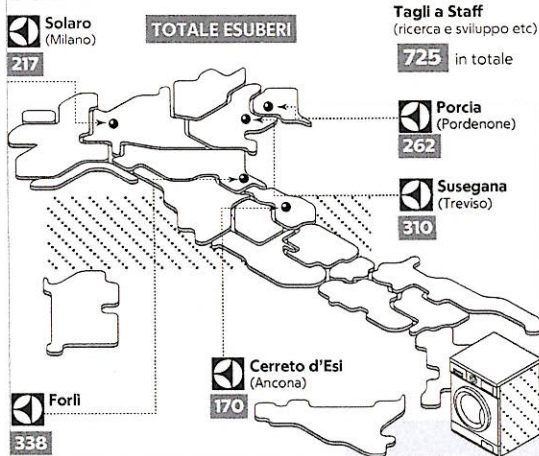 Solaro
(Milano)
217
TOTALE ESUBERI
Tagli a Staff
(ricerca e sviluppo etc)
725 in totale
Porcia
(Pordenone)
262
Susegana
(Treviso)
310
Cerreto d'Esi
(Ancona)
170
Forlì
338